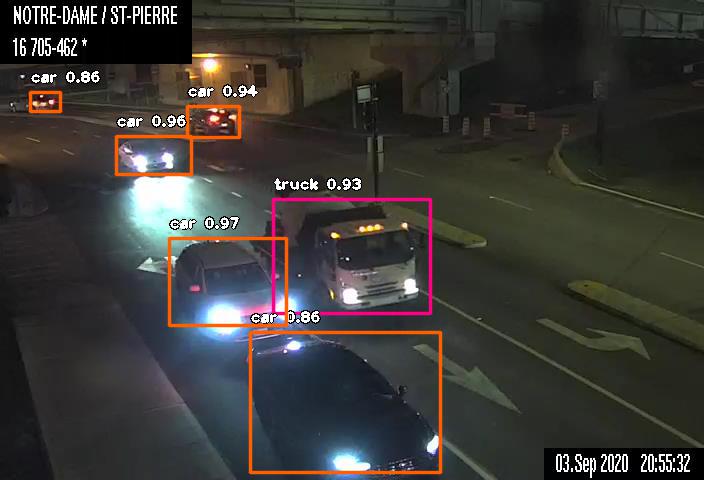 NOTRE-DAME / ST-PIERRE
16 705-462 *
car 0.86
car 0.94
car 0.96
truck 0.93
car 0.97
car 0.86
03.Sep 2020 20:55:32